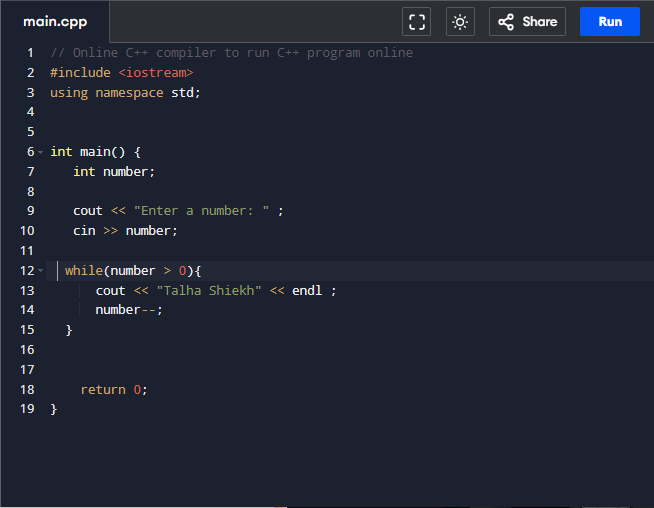 main.cpp
Share
Run
1 // Online C++ compiler to run C++ program online
2 #include <iostream>
3 using namespace std;
4
5
6 int main() {
7 int number;
8
9 cout << "Enter a number: " ;
10 cin >> number;
11
12 while(number > 0){
13 cout << "Talha Shiekh" << endl ;
14 number--;
15 }
16
17
18 return 0;
19 }